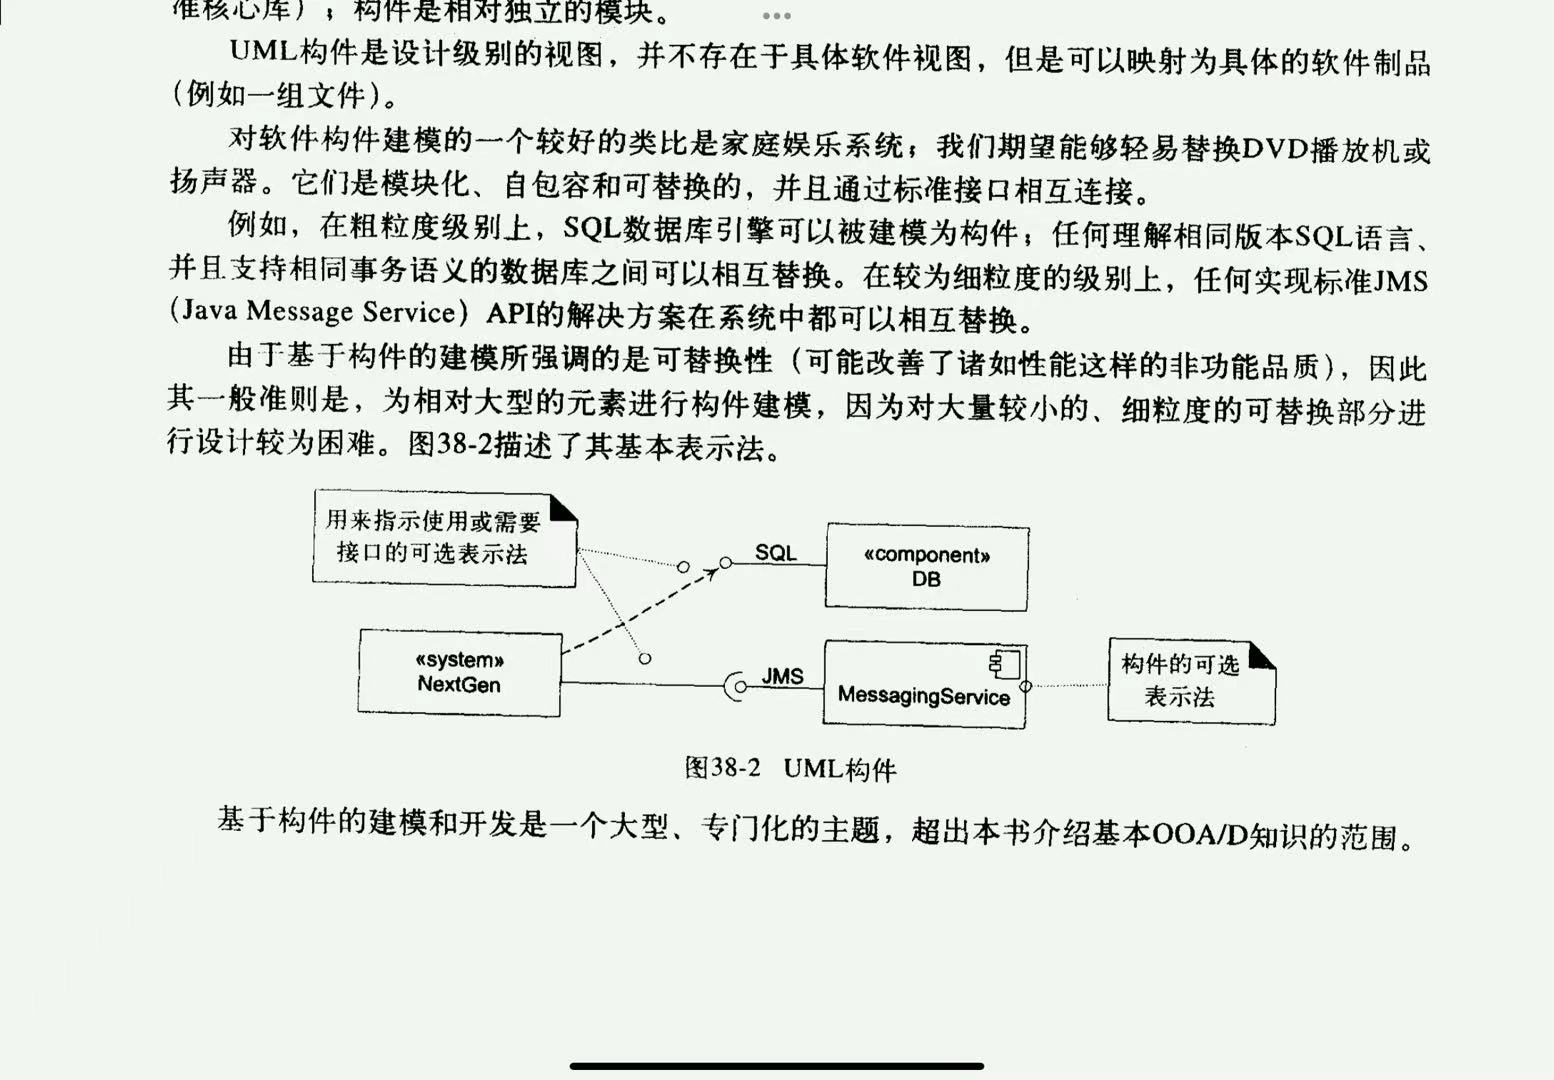 准核心库）；构件是相对独立的模块。
UML构件是设计级别的视图，并不存在于具体软件视图，但是可以映射为具体的软件制品
（例如一组文件）。
对软件构件建模的一个较好的类比是家庭娱乐系统；我们期望能够轻易替换DVD播放机或
扬声器。它们是模块化、自包容和可替换的，并且通过标准接口相互连接。
例如，在粗粒度级别上，SQL数据库引擎可以被建模为构件；任何理解相同版本SQL语言、
并且支持相同事务语义的数据库之间可以相互替换。在较为细粒度的级别上，任何实现标准JMS
（Java Message Service）API的解决方案在系统中都可以相互替换。
由于基于构件的建模所强调的是可替换性（可能改善了诸如性能这样的非功能品质），因此
其一般准则是，为相对大型的元素进行构件建模，因为对大量较小的、细粒度的可替换部分进
行设计较为困难。图38-2描述了其基本表示法。
用来指示使用或需要
接口的可选表示法
SQL
«component»
DB
«system»
NextGen
JMS
MessagingService
构件的可选
表示法
图38-2 UML构件
基于构件的建模和开发是一个大型、专门化的主题，超出本书介绍基本OOA/D知识的范围。